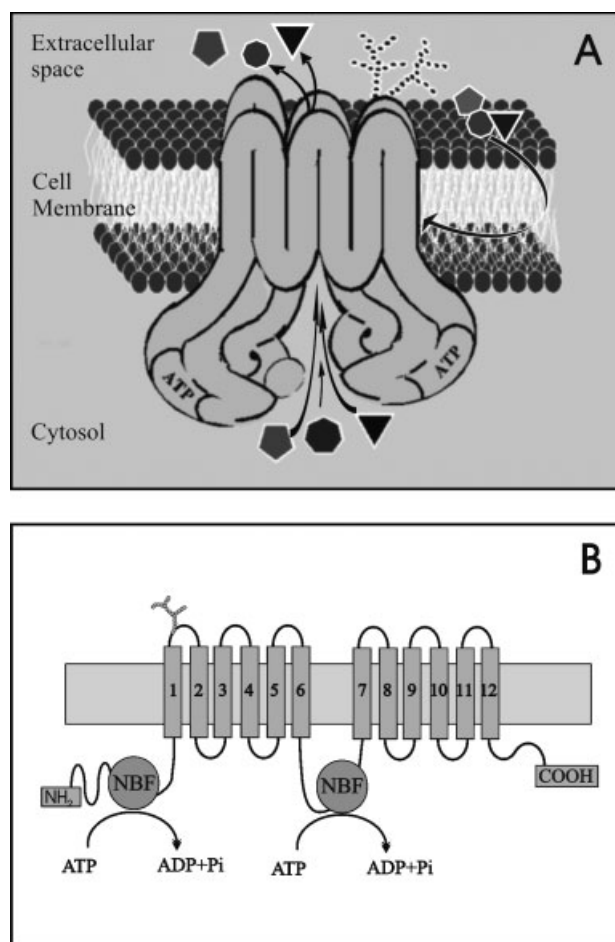 A
Extracellular
space
Cell
Membrane
ATP
ATP
Cytosol
B
1 2 3 4 5 6 7 8 9 10 11 12
NH2 NBF NBF COOH
ATP ADP+Pi ATP ADP+Pi